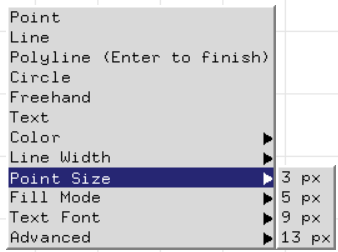 Point
Line
Polyline (Enter to finish)
Circle
Freehand
Text
Color
Line Width
Point Size
Fill Mode
Text Font
Advanced
3 px
5 px
9 px
13 px